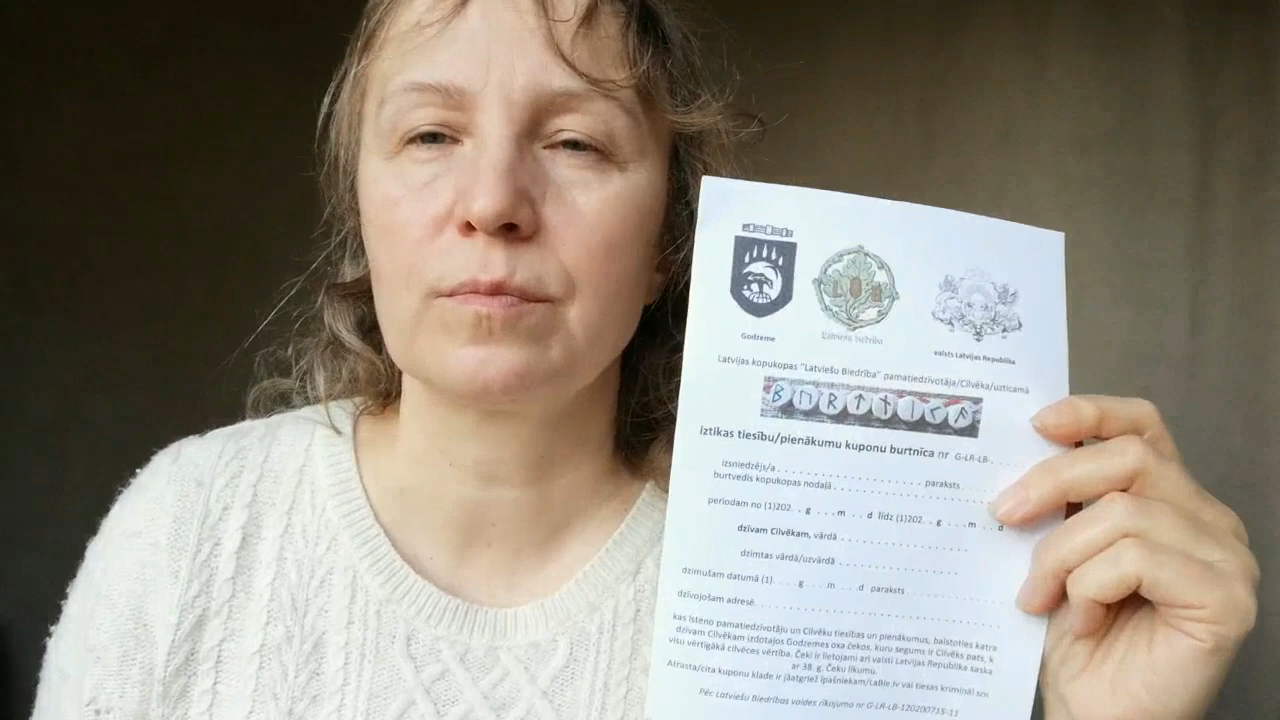 Godzeme
Latviešu biedrība
valsts Latvijas Republika
Latvijas kopukopas "Latviešu Biedrība" pamatiedzīvotāja/Cilvēka/uzticamā
iztikas tiesību/pienākumu kuponu burtnīca nr G-LR-LB-. . . .
izsniedzējs/a . . . . . . . . . . . . . . . . . . . . . . paraksts . . . . .
burtvedis kopukopas nodaļā . . . . . . . . . . . . . . . . . . . . . . . .
periodam no (1)202. . g . . .m . . .d līdz (1)202. . g . . .m . . .d
dzīvam Cilvēkam, vārdā . . . . . . . . . . . . . . . . . . . .
dzimtas vārdā/uzvārdā . . . . . . . . . . . . . . . . . .
dzimušam datumā (1). . . . g . . . .m . . . .d paraksts . . . . . . . . . . . . . . .
dzīvojošam adresē. . . . . . . . . . . . . . . . . . . . . . . . . . . . . . . . . . . .
kas īsteno pamatiedzīvotāju un Cilvēku tiesības un pienākumus, balstoties katra
dzīvam Cilvēkam izdotajos Godzemes oxa čekos, kuru segums ir Cilvēks pats, k
visu vērtīgākā cilvēces vērtība. Čeki ir lietojami arī valstī Latvijas Republika saska
ar 38. g. Čeku likumu.
Atrasta/cita kuponu klade ir jāatgriež īpašniekam/LaBie.lv vai tiesas krimināl soc
Pēc Latviešu Biedrības valdes rīkojuma nr G-LR-LB-120200715-11